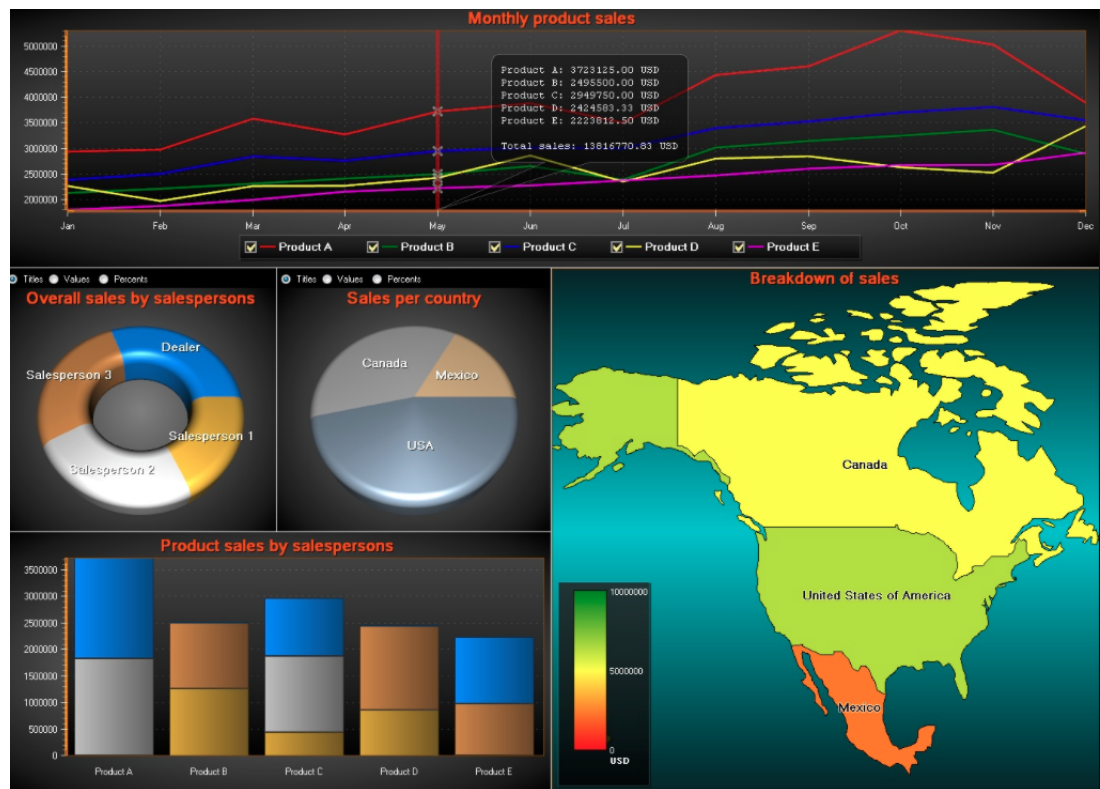 Monthly product sales
5000000
4500000
4000000
3500000
3000000
2500000
2000000
Product A: 3723125.00 USD
Product B: 2495500.00 USD
Product C: 2949750.00 USD
Product D: 2424583.33 USD
Product E: 2223812.50 USD
Total sales: 13816770.83 USD
Jan Feb Mar Apr May Jun Jul Aug Sep Oct Nov Dec
Product A Product B Product C Product D Product E
Titles Values Percents
Overall sales by salespersons
Dealer
Salesperson 3
Salesperson 1
Salesperson 2
Titles Values Percents
Sales per country
Canada
Mexico
USA
Breakdown of sales
Canada
United States of America
Mexico
10000000
5000000
0
USD
Product sales by salespersons
3500000
3000000
2500000
2000000
1500000
1000000
500000
0
Product A Product B Product C Product D Product E